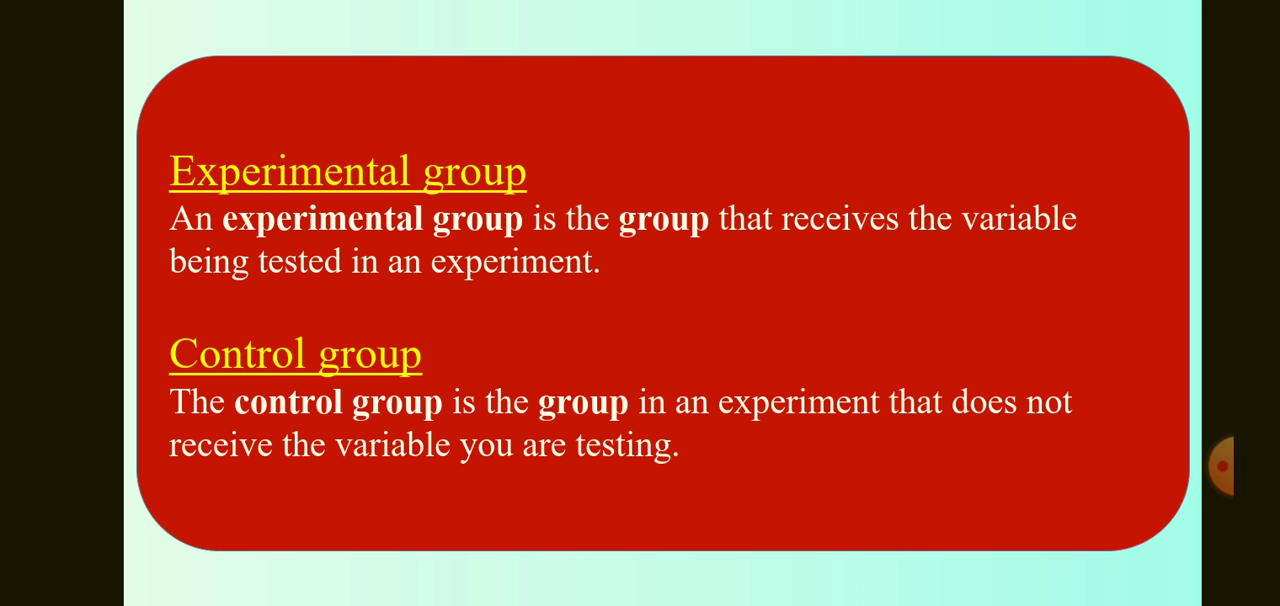 Experimental group
An experimental group is the group that receives the variable
being tested in an experiment.
Control group
The control group is the group in an experiment that does not
receive the variable you are testing.